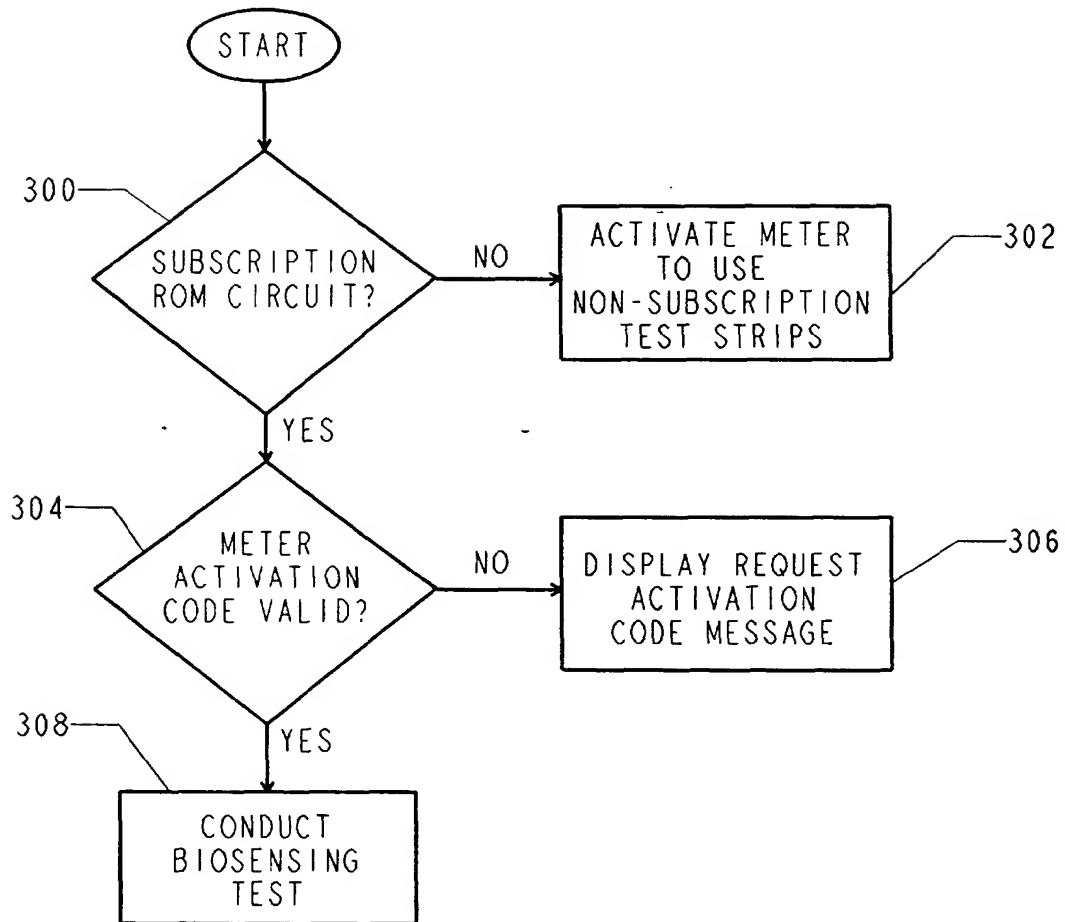 START
300
SUBSCRIPTION
ROM CIRCUIT?
NO
ACTIVATE METER
TO USE
NON-SUBSCRIPTION
TEST STRIPS
302
YES
304
METER
ACTIVATION
CODE VALID?
NO
DISPLAY REQUEST
ACTIVATION
CODE MESSAGE
306
YES
308
CONDUCT
BIOSENSING
TEST